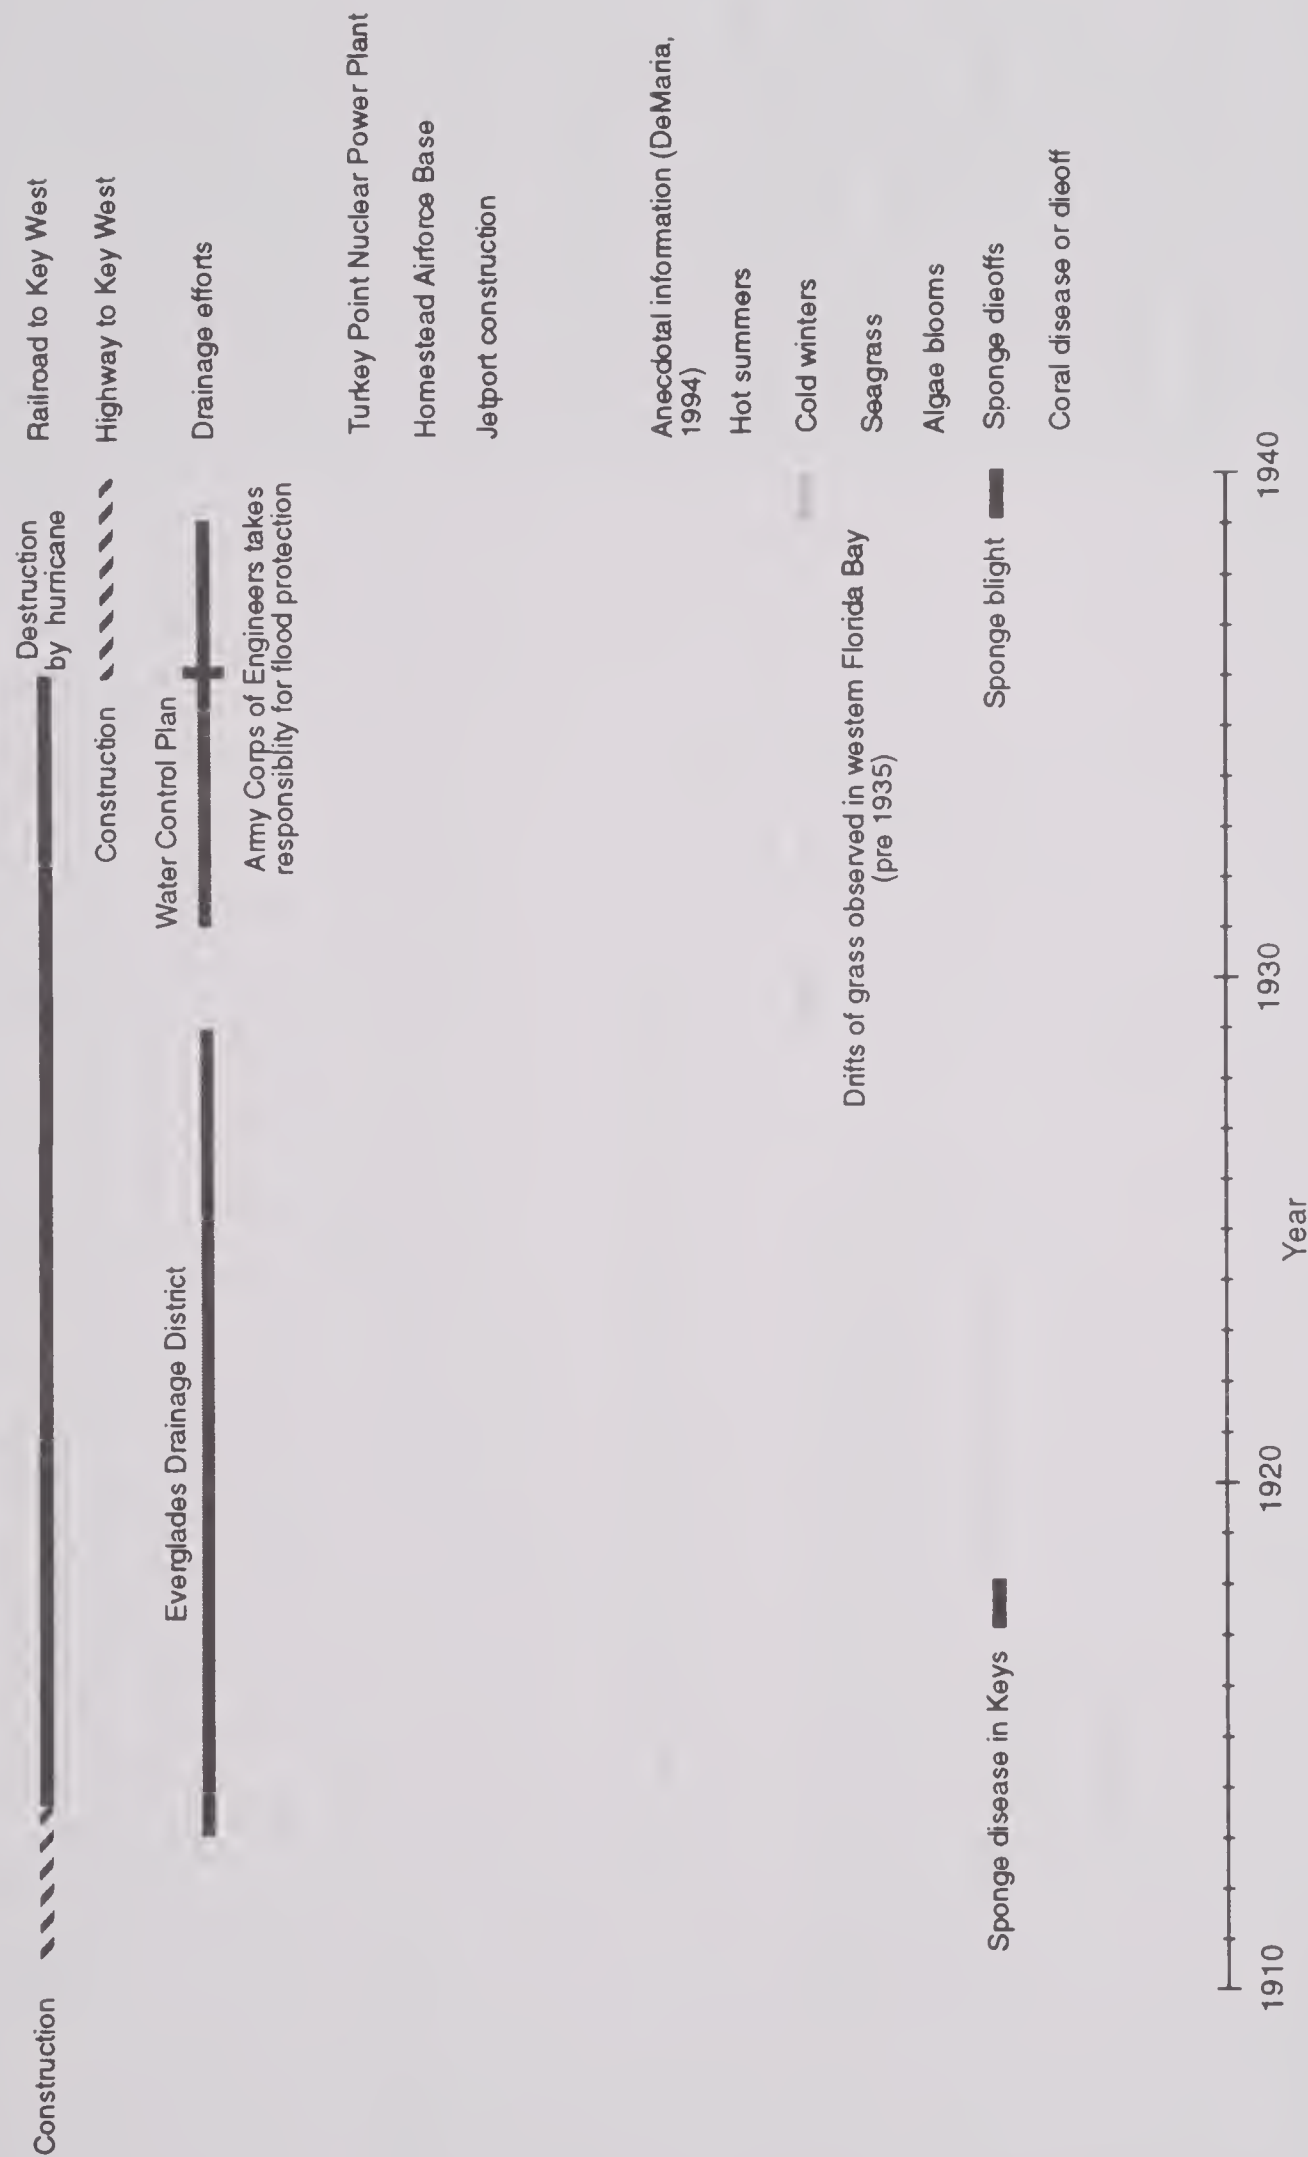 Construction
Destruction
by hurricane
Railroad to Key West
Construction
Highway to Key West
Everglades Drainage District
Water Control Plan
Drainage efforts
Army Corps of Engineers takes
responsiblity for flood protection
Turkey Point Nuclear Power Plant
Homestead Airforce Base
Jetport construction
Anecdotal information (DeMaria,
1994)
Hot summers
Cold winters
Drifts of grass observed in western Florida Bay
(pre 1935)
Seagrass
Algae blooms
Sponge disease in Keys
Sponge blight
Sponge dieoffs
Coral disease or dieoff
1910
1920
1930
1940
Year